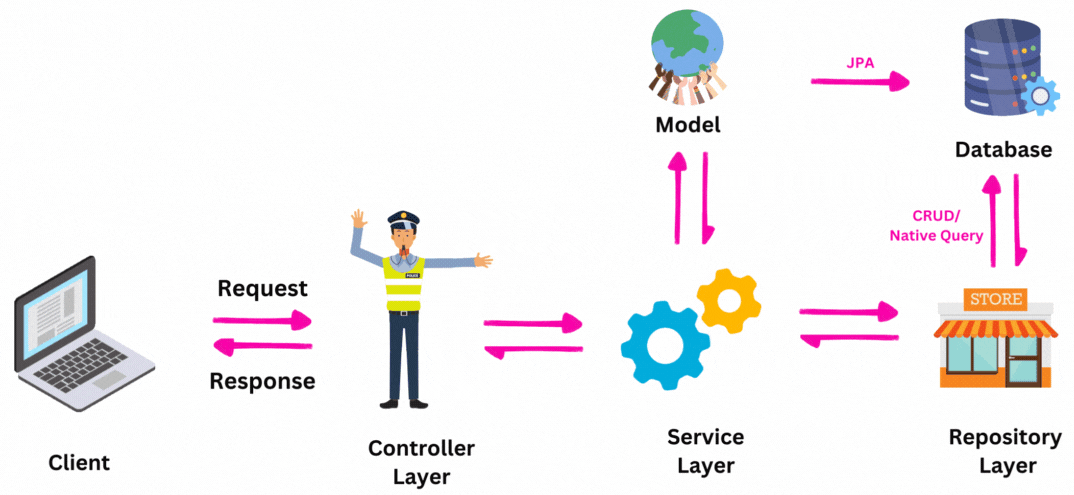 JPA
Model
Database
CRUD/
Native Query
Request
Response
POLICE
STORE
Client
Controller
Layer
Service
Layer
Repository
Layer